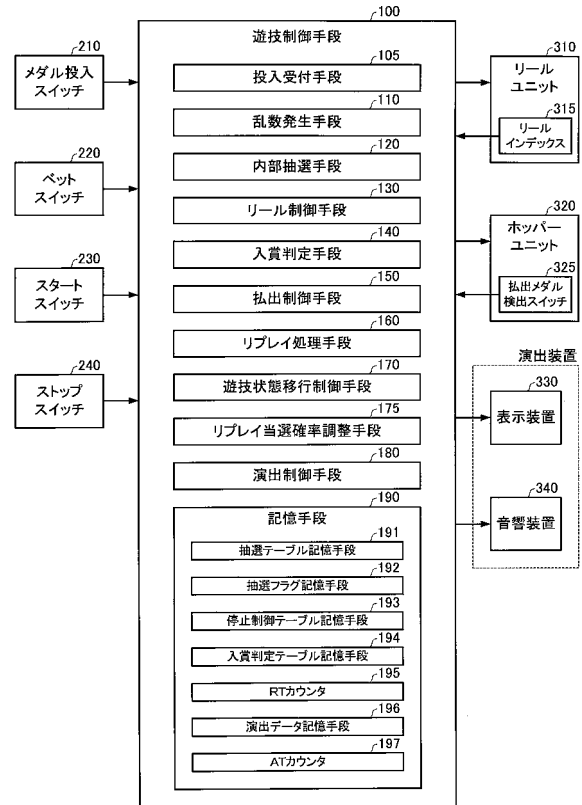 100
遊技制御手段
210
メダル投入
スイッチ
220
ベット
スイッチ
230
スタート
スイッチ
240
ストップ
スイッチ
105
投入受付手段
110
乱数発生手段
120
内部抽選手段
130
リール制御手段
140
入賞判定手段
150
払出制御手段
160
リプレイ処理手段
170
遊技状態移行制御手段
175
リプレイ当選確率調整手段
180
演出制御手段
190
記憶手段
191
抽選テーブル記憶手段
192
抽選フラグ記憶手段
193
停止制御テーブル記憶手段
194
入賞判定テーブル記憶手段
195
RTカウンタ
196
演出データ記憶手段
197
ATカウンタ
310
リール
ユニット
315
リール
インデックス
320
ホッパー
ユニット
325
払出メダル
検出スイッチ
演出装置
330
表示装置
340
音響装置